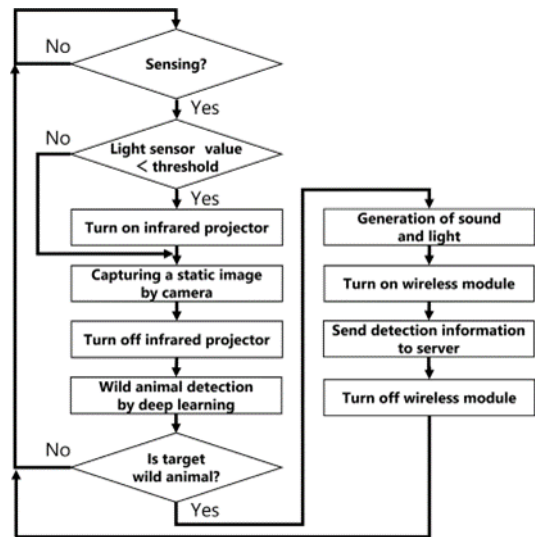 No
Sensing?
Yes
No
Light sensor value
< threshold
Yes
Turn on infrared projector
Capturing a static image
by camera
Turn off infrared projector
Wild animal detection
by deep learning
No
Is target
wild animal?
Yes
Generation of sound
and light
Turn on wireless module
Send detection information
to server
Turn off wireless module